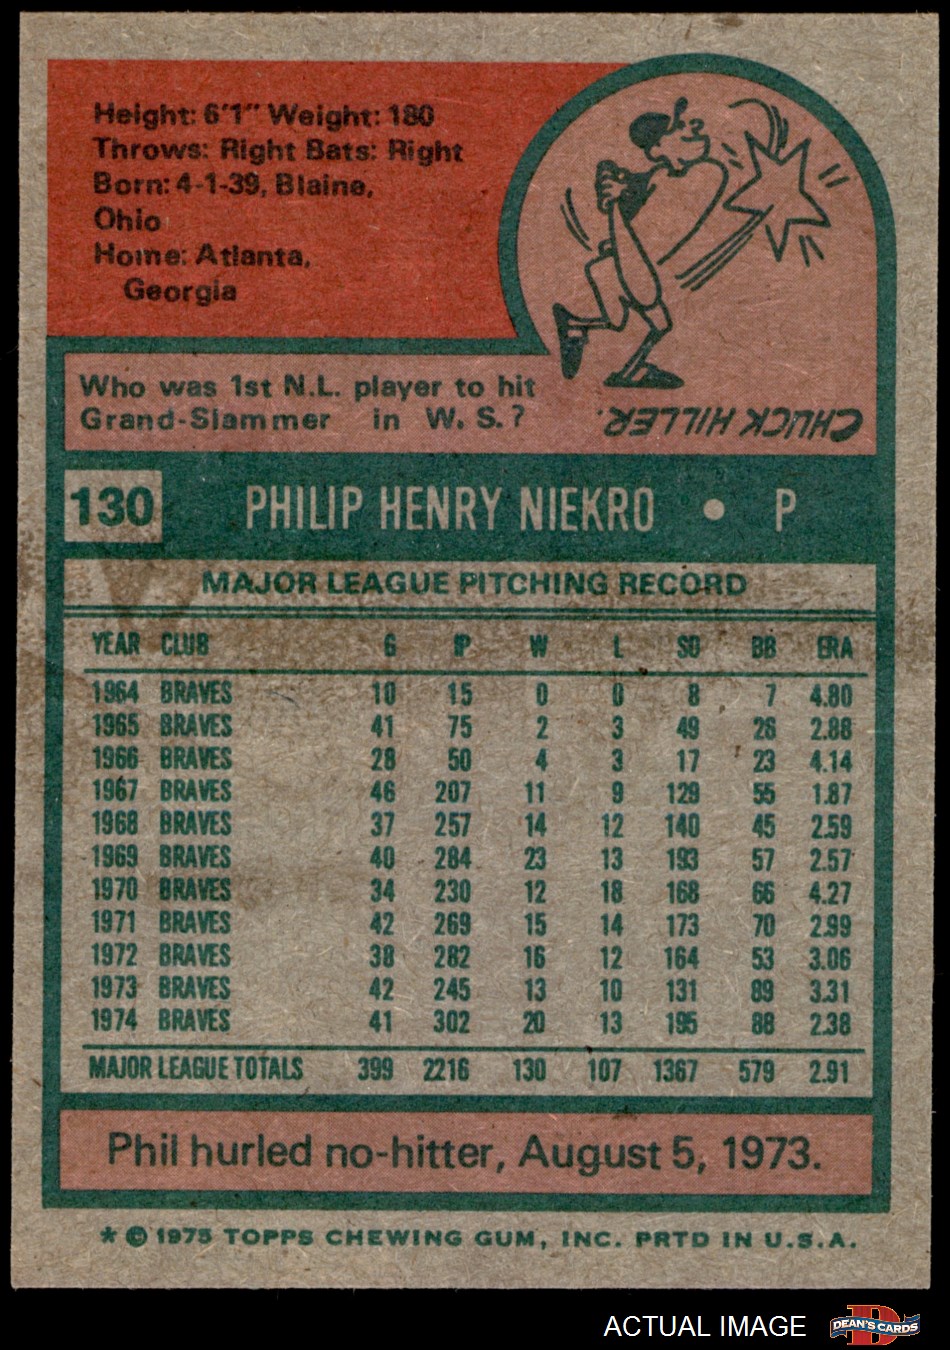 Height: 6'1" Weight: 180
Throws: Right Bats: Right
Born: 4-1-39, Blaine,
Ohio
Home: Atlanta,
Georgia
Who was 1st N.L. player to hit
Grand-Slammer in W. S.?
CHUCK HILLER.
130 PHILIP HENRY NIEKRO • P
MAJOR LEAGUE PITCHING RECORD
YEAR CLUB G IP W L SO BB ERA
1964 BRAVES 10 15 0 0 8 7 4.80
1965 BRAVES 41 75 2 3 49 26 2.88
1966 BRAVES 28 50 4 3 17 23 4.14
1967 BRAVES 46 207 11 9 129 55 1.87
1968 BRAVES 37 257 14 12 140 45 2.59
1969 BRAVES 40 284 23 13 193 57 2.57
1970 BRAVES 34 230 12 18 168 66 4.27
1971 BRAVES 42 269 15 14 173 70 2.99
1972 BRAVES 38 282 16 12 164 53 3.06
1973 BRAVES 42 245 13 10 131 89 3.31
1974 BRAVES 41 302 20 13 195 88 2.38
MAJOR LEAGUE TOTALS 399 2216 130 107 1367 579 2.91
Phil hurled no-hitter, August 5, 1973.
* © 1975 TOPPS CHEWING GUM, INC. PRTD IN U.S.A.
ACTUAL IMAGE DEAN'S CARDS